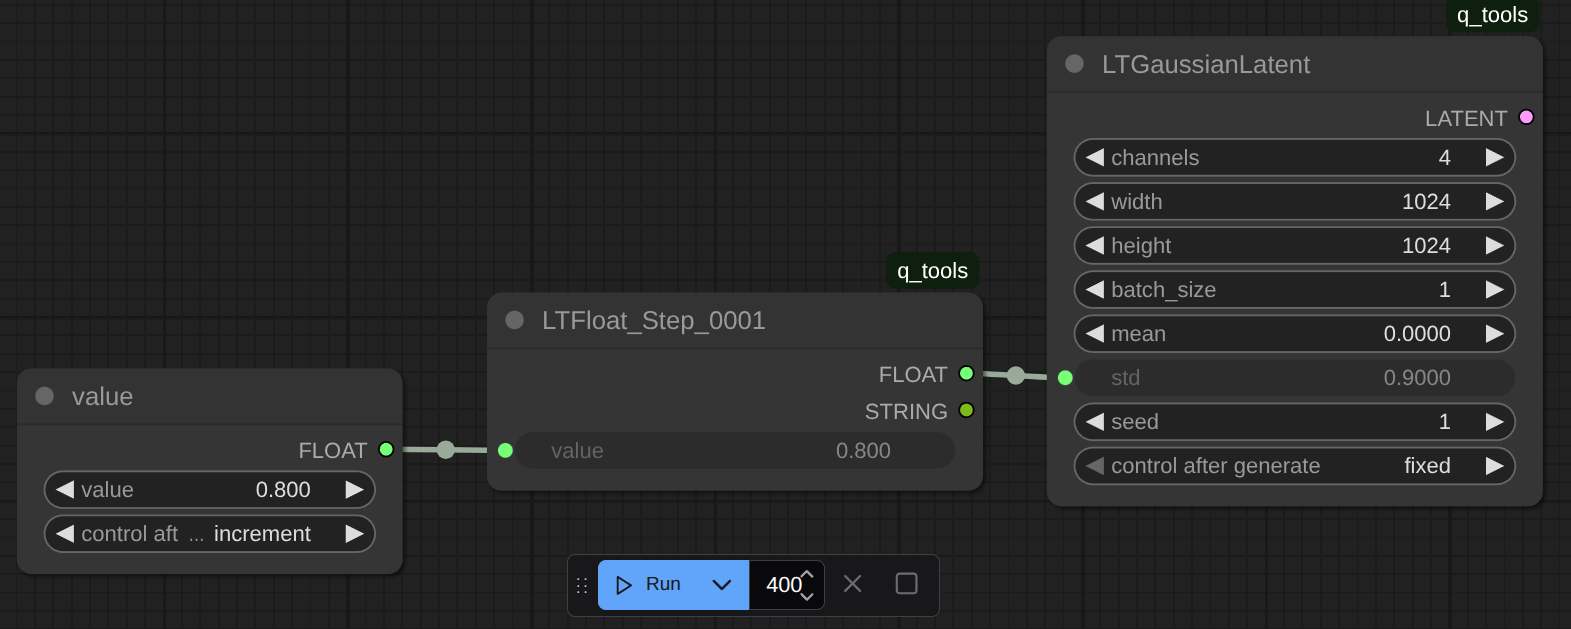 q_tools
LTGaussianLatent
LATENT
channels 4
width 1024
height 1024
batch_size 1
mean 0.0000
std 0.9000
seed 1
control after generate fixed
q_tools
LTFloat_Step_0001
FLOAT
STRING
value 0.800
value
FLOAT
value 0.800
control aft ... increment
Run 400